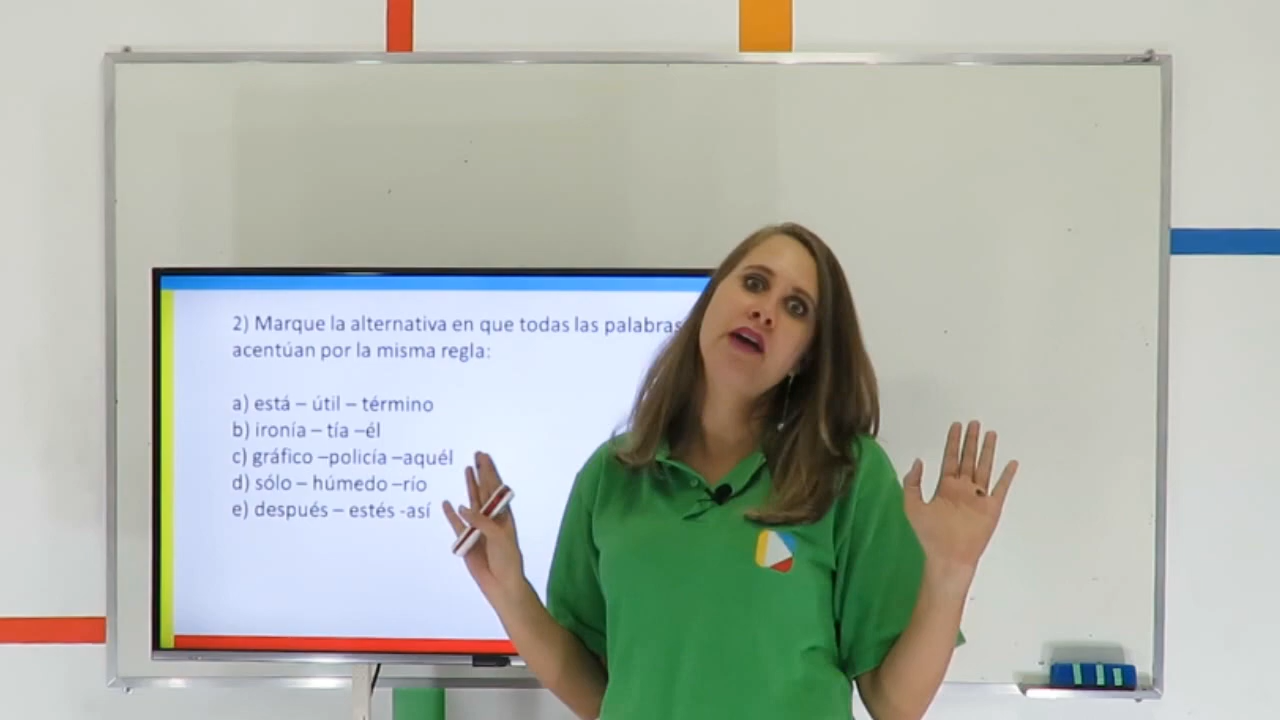 2) Marque la alternativa en que todas las palabras
acentúan por la misma regla:
a) está – útil – término
b) ironía – tía –él
c) gráfico –policía –aquél
d) sólo – húmedo –río
e) después – estés -así